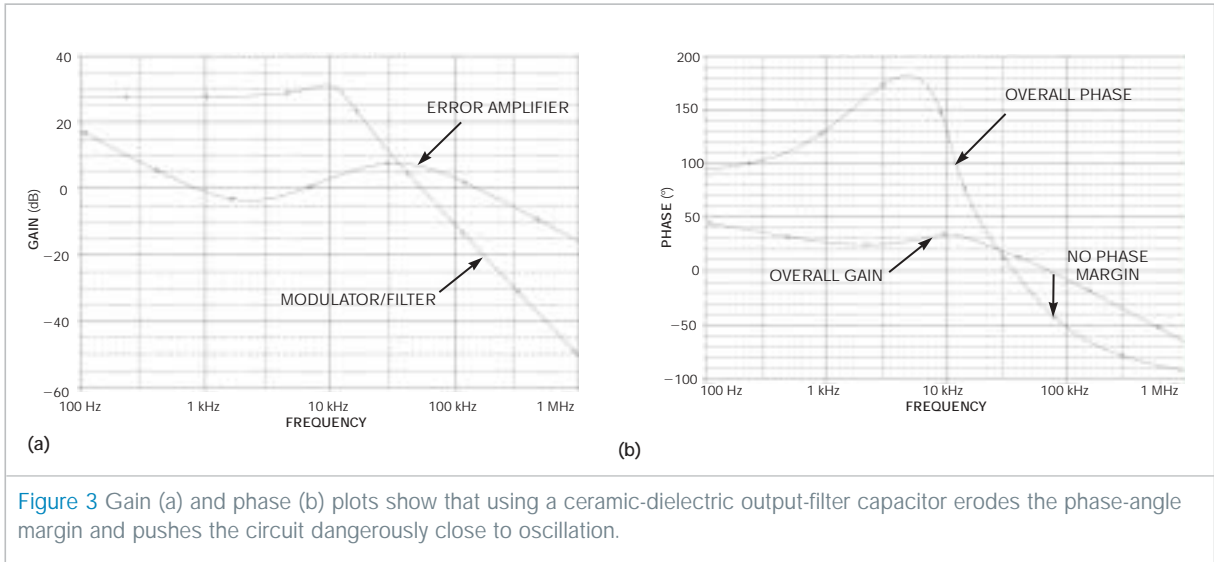 40
20
0
−20
−40
−60
GAIN (dB)
ERROR AMPLIFIER
MODULATOR/FILTER
100 Hz 1 kHz 10 kHz 100 kHz 1 MHz
FREQUENCY
(a)
200
150
100
50
0
−50
−100
PHASE (°)
OVERALL PHASE
OVERALL GAIN
NO PHASE
MARGIN
100 Hz 1 kHz 10 kHz 100 kHz 1 MHz
FREQUENCY
(b)
Figure 3 Gain (a) and phase (b) plots show that using a ceramic-dielectric output-filter capacitor erodes the phase-angle
margin and pushes the circuit dangerously close to oscillation.